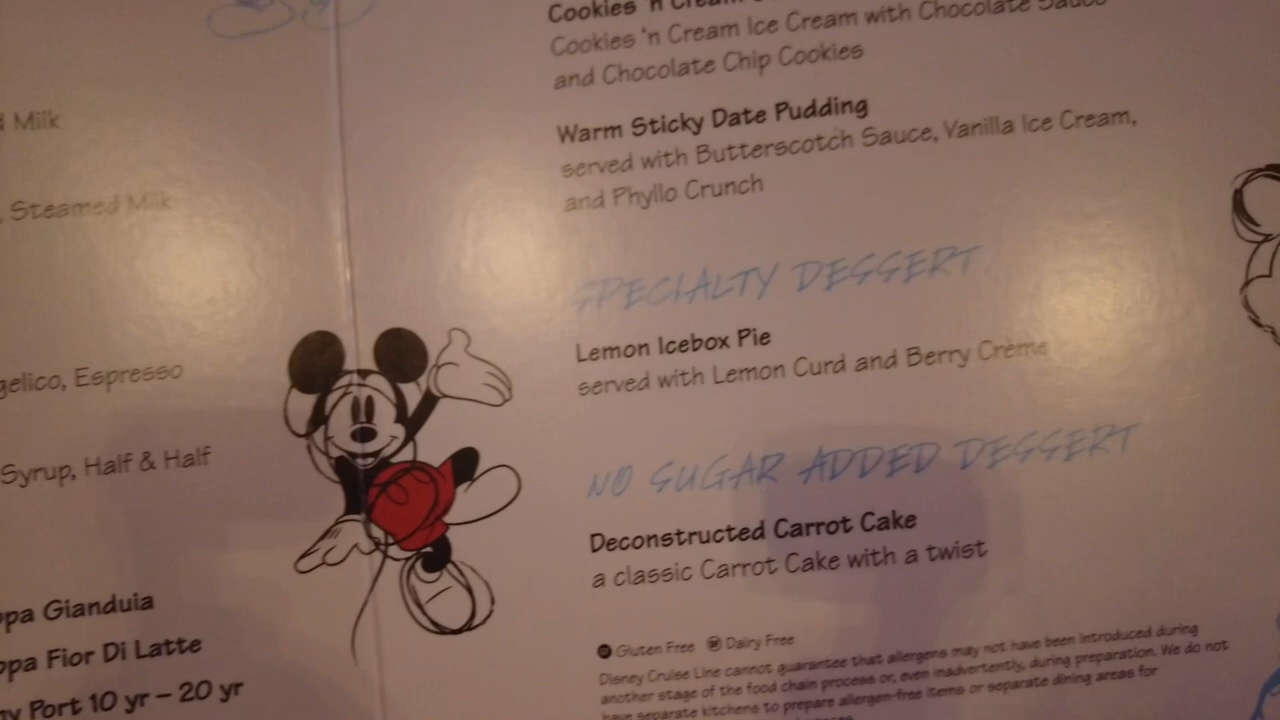 Milk
Steamed Milk
Espresso
Syrup, Half & Half
Gianduia
Fior Di Latte
Port 10 yr – 20 yr
Cookies 'n Cream
Cookies 'n Cream Ice Cream with Chocolate Sauce
and Chocolate Chip Cookies
Warm Sticky Date Pudding
served with Butterscotch Sauce, Vanilla Ice Cream,
and Phyllo Crunch
SPECIALTY DESSERT
Lemon Icebox Pie
served with Lemon Curd and Berry Crème
NO SUGAR ADDED DESSERT
Deconstructed Carrot Cake
a classic Carrot Cake with a twist
Gluten Free Dairy Free
Disney Cruise Line cannot guarantee that allergens may not have been introduced during
another stage of the food chain process or, even inadvertently, during preparation. We do not
have separate kitchens to prepare allergen-free items or separate dining areas for